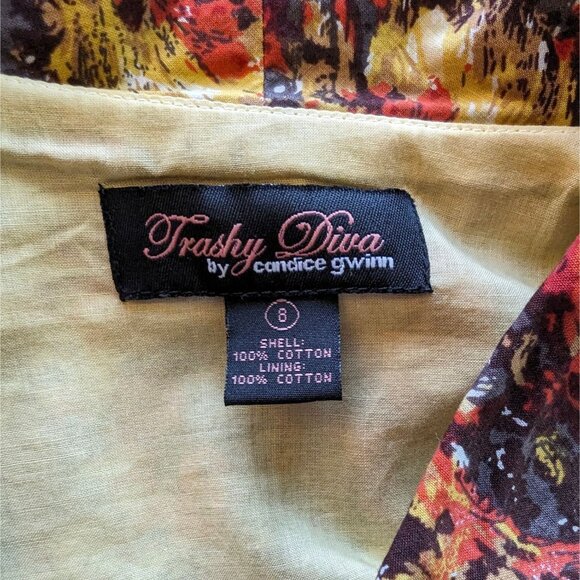 Trashy Diva
by candice gwinn
8
SHELL:
100% COTTON
LINING:
100% COTTON